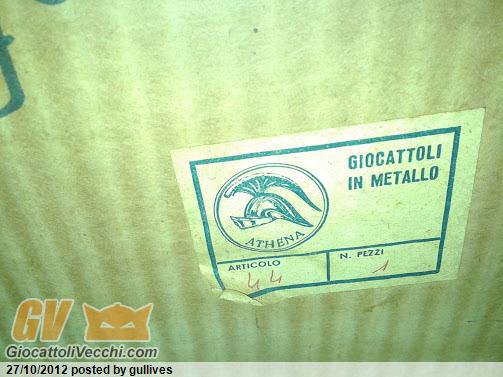 GIOCATTOLI
IN METALLO
ATHENA
ARTICOLO
44
N. PEZZI
1
GV
GiocattoliVecchi.com
27/10/2012 posted by gullives